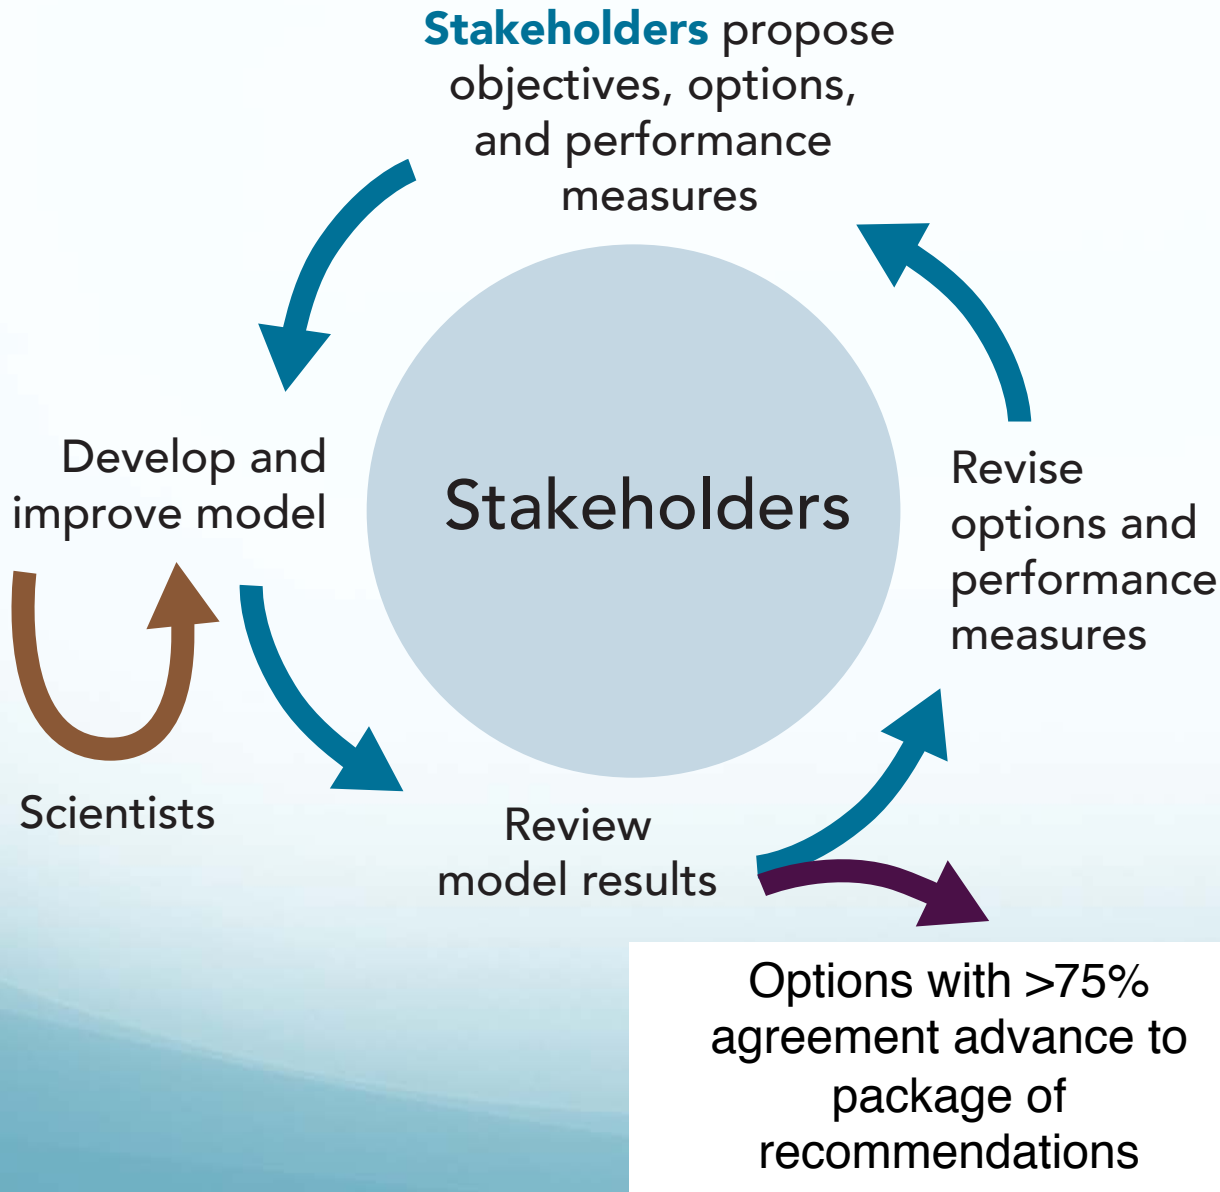 Stakeholders propose
objectives, options,
and performance
measures
Develop and
improve model
Stakeholders
Revise
options and
performance
measures
Scientists
Review
model results
Options with >75%
agreement advance to
package of
recommendations